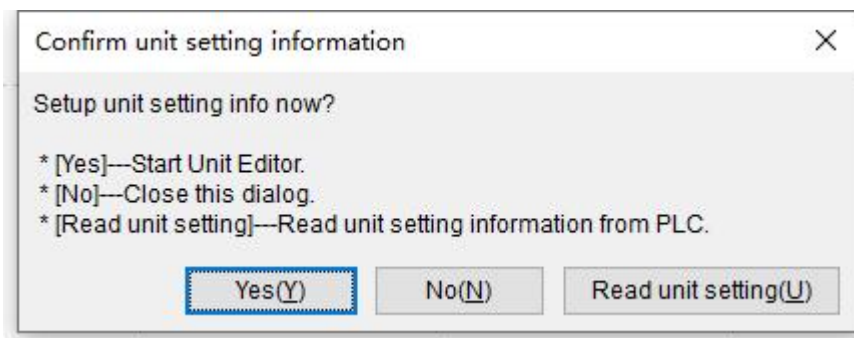 Confirm unit setting information
Setup unit setting info now?
* [Yes]---Start Unit Editor.
* [No]---Close this dialog.
* [Read unit setting]---Read unit setting information from PLC.
Yes(Y) No(N) Read unit setting(U)